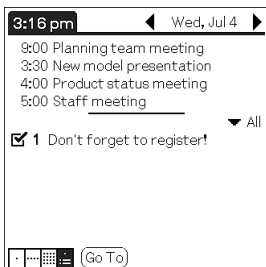 3:16 pm Wed, Jul 4
9:00 Planning team meeting
3:30 New model presentation
4:00 Product status meeting
5:00 Staff meeting
All
1 Don't forget to register!
Go To